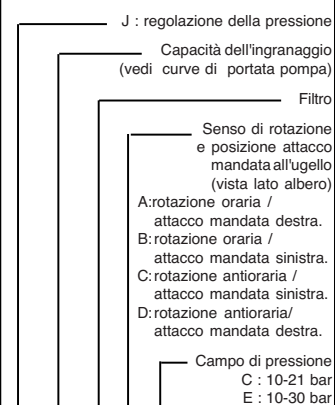 J : regolazione della pressione
Capacità dell'ingranaggio
(vedi curve di portata pompa)
Filtro
Senso di rotazione
e posizione attacco
mandata all'ugello
(vista lato albero)
A:rotazione oraria /
attacco mandata destra.
B:rotazione oraria /
attacco mandata sinistra.
C:rotazione antioraria /
attacco mandata sinistra.
D:rotazione antioraria/
attacco mandata destra.
Campo di pressione
C : 10-21 bar
E : 10-30 bar